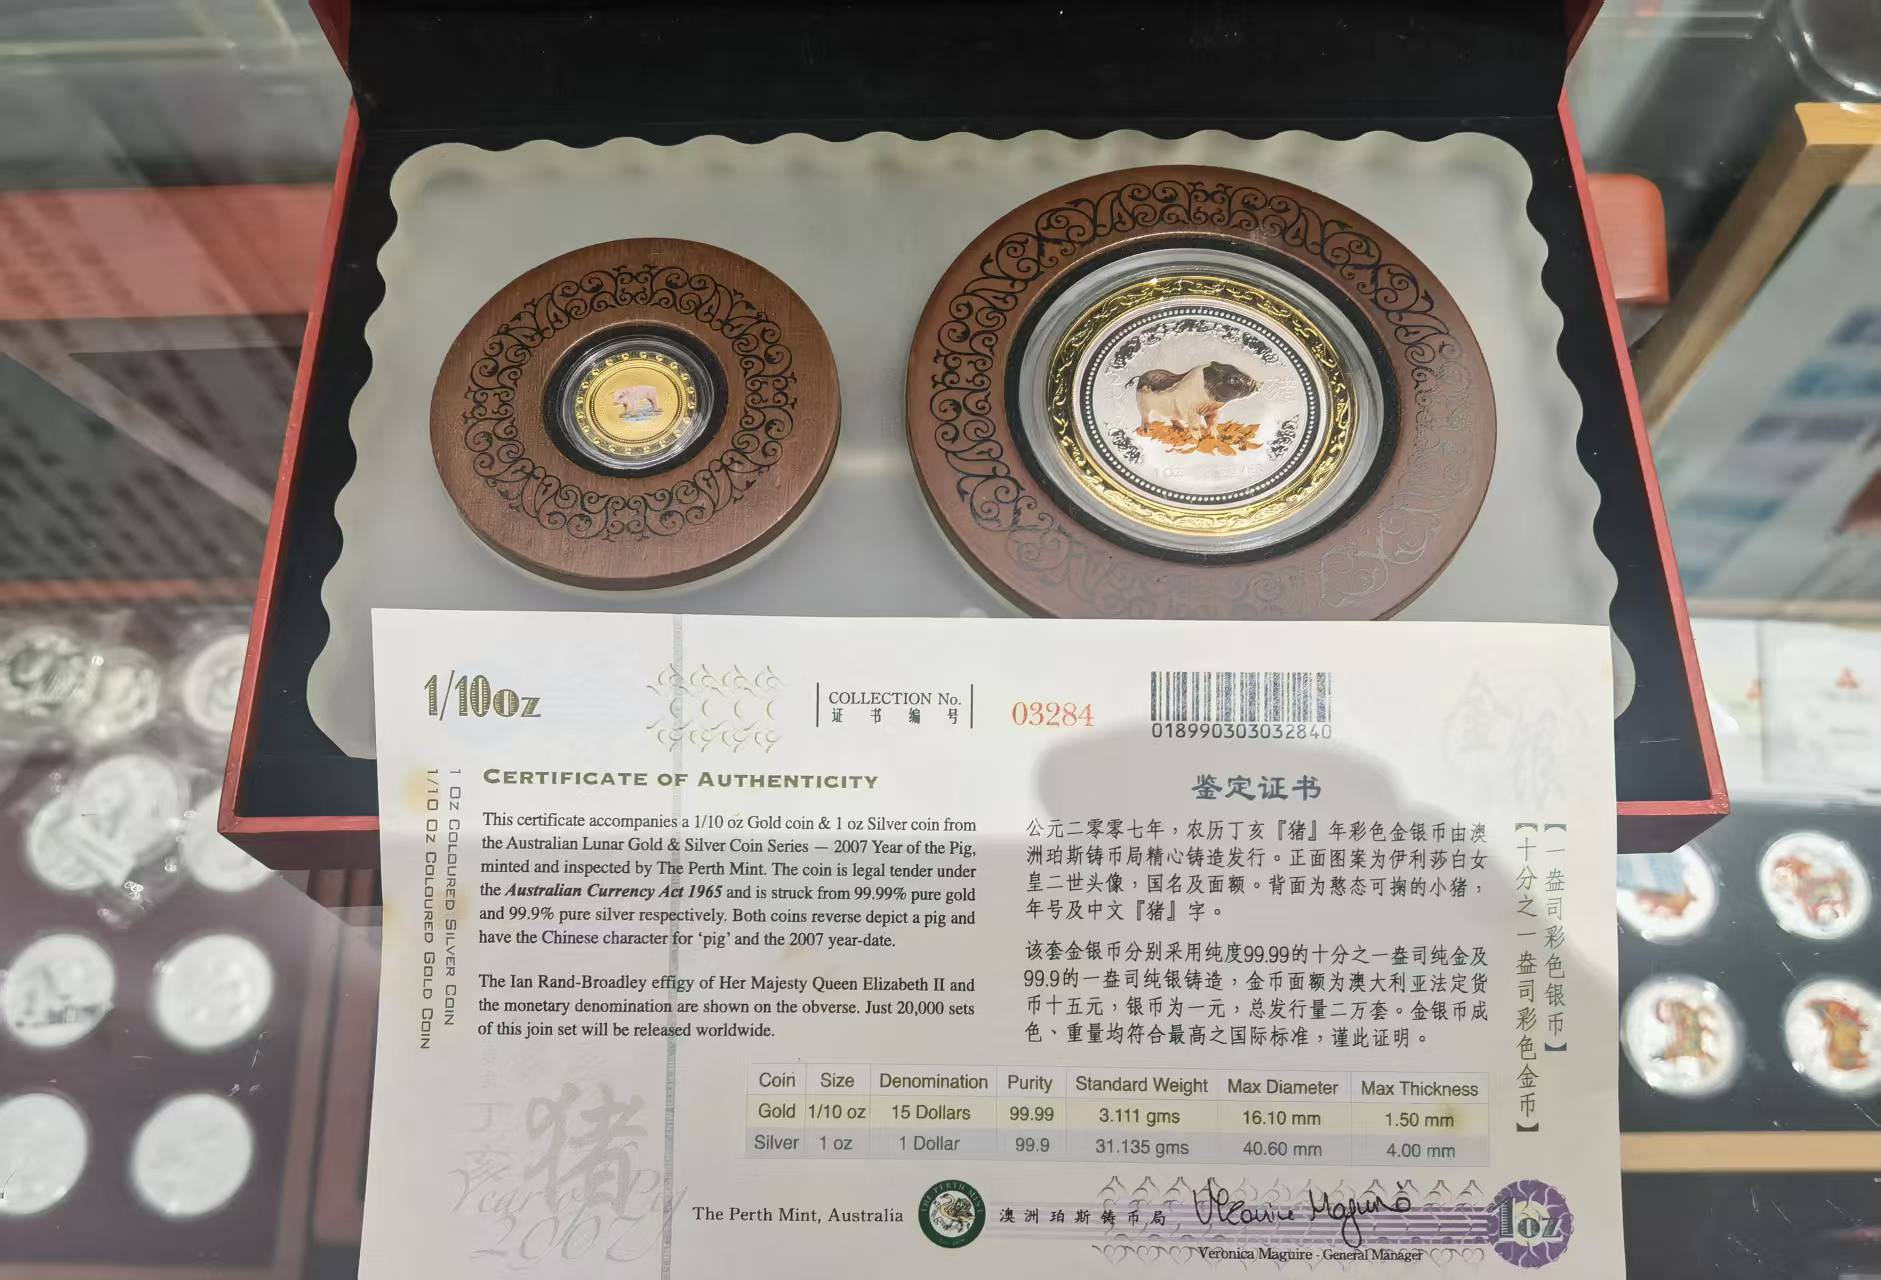 1/10oz
COLLECTION No.
证书编号
03284
018990303032840
CERTIFICATE OF AUTHENTICITY
This certificate accompanies a 1/10 oz Gold coin & 1 oz Silver coin from
the Australian Lunar Gold & Silver Coin Series — 2007 Year of the Pig,
minted and inspected by The Perth Mint. The coin is legal tender under
the Australian Currency Act 1965 and is struck from 99.99% pure gold
and 99.9% pure silver respectively. Both coins reverse depict a pig and
have the Chinese character for ‘pig’ and the 2007 year-date.
The Ian Rand-Broadley effigy of Her Majesty Queen Elizabeth II and
the monetary denomination are shown on the obverse. Just 20,000 sets
of this join set will be released worldwide.
1 OZ COLOURED SILVER COIN
1/10 OZ COLOURED GOLD COIN
鉴定证书
公元二零零七年，农历丁亥『猪』年彩色金银币由澳
洲珀斯铸币局精心铸造发行。正面图案为伊利莎白女
皇二世头像，国名及面额。背面为憨态可掬的小猪，
年号及中文『猪』字。
该套金银币分别采用纯度99.99的十分之一盎司纯金及
99.9的一盎司纯银铸造，金币面额为澳大利亚法定货
币十五元，银币为一元，总发行量二万套。金银币成
色、重量均符合最高之国际标准，谨此证明。
【一盎司彩色银币】
【十分之一盎司彩色金币】
金
银
Coin Size Denomination Purity Standard Weight Max Diameter Max Thickness
Gold 1/10 oz 15 Dollars 99.99 3.111 gms 16.10 mm 1.50 mm
Silver 1 oz 1 Dollar 99.9 31.135 gms 40.60 mm 4.00 mm
丁亥
猪
Year of Pig
2007
The Perth Mint, Australia
THE PERTH MINT
澳洲珀斯铸币局
Veronica Maguire - General Manager
1oz